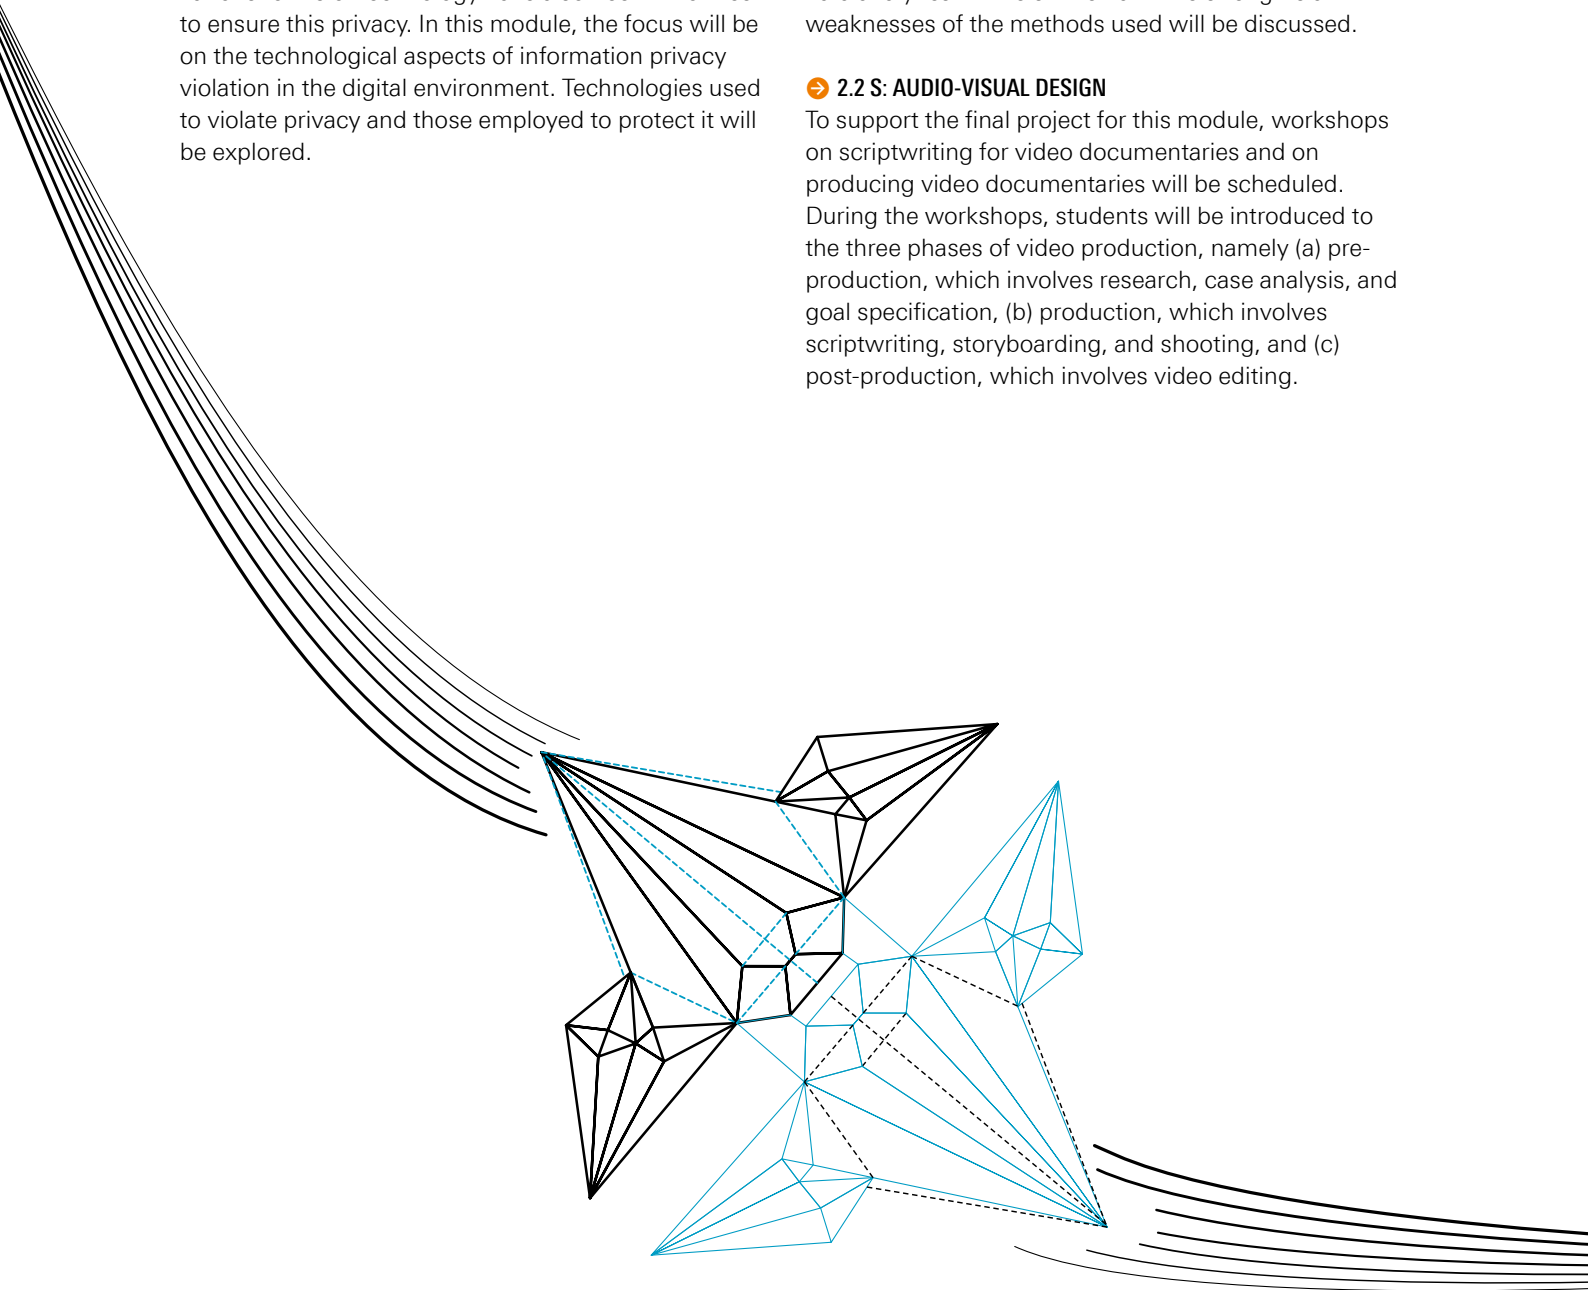 to ensure this privacy. In this module, the focus will be
on the technological aspects of information privacy
violation in the digital environment. Technologies used
to violate privacy and those employed to protect it will
be explored.
weaknesses of the methods used will be discussed.
2.2 S: AUDIO-VISUAL DESIGN
To support the final project for this module, workshops
on scriptwriting for video documentaries and on
producing video documentaries will be scheduled.
During the workshops, students will be introduced to
the three phases of video production, namely (a) pre-
production, which involves research, case analysis, and
goal specification, (b) production, which involves
scriptwriting, storyboarding, and shooting, and (c)
post-production, which involves video editing.